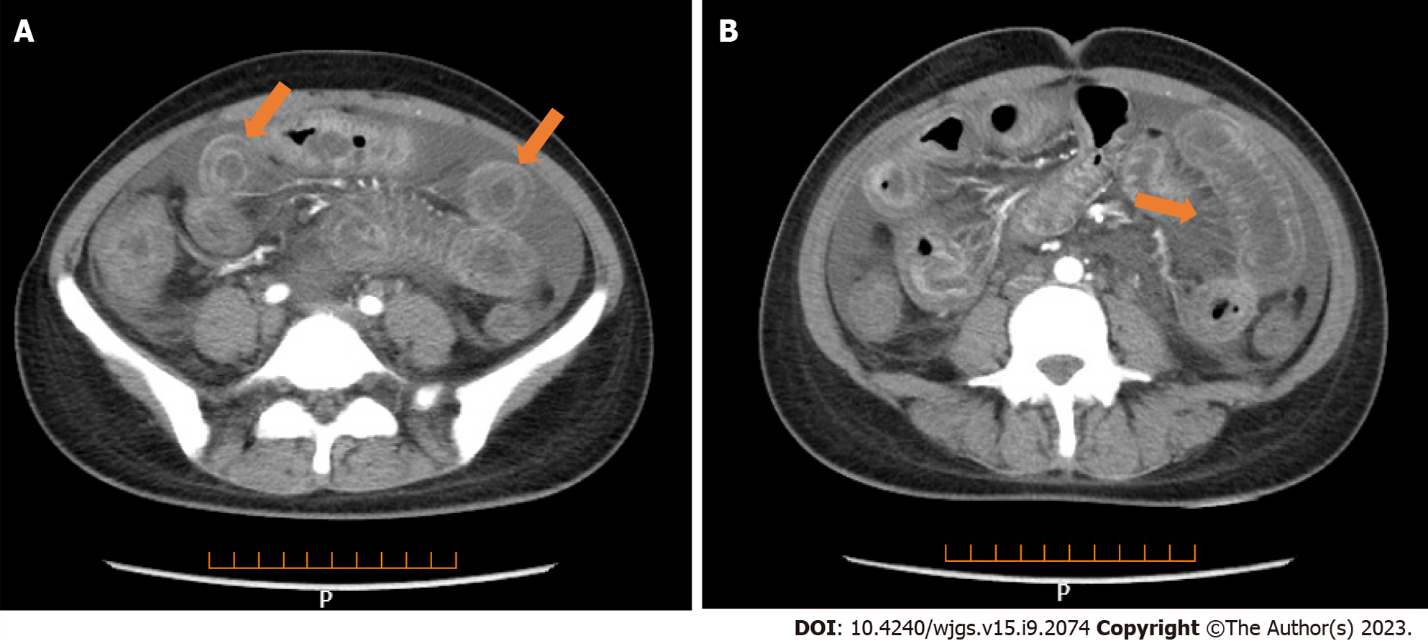 A
B
P
P
DOI: 10.4240/wjgs.v15.i9.2074 Copyright ©The Author(s) 2023.